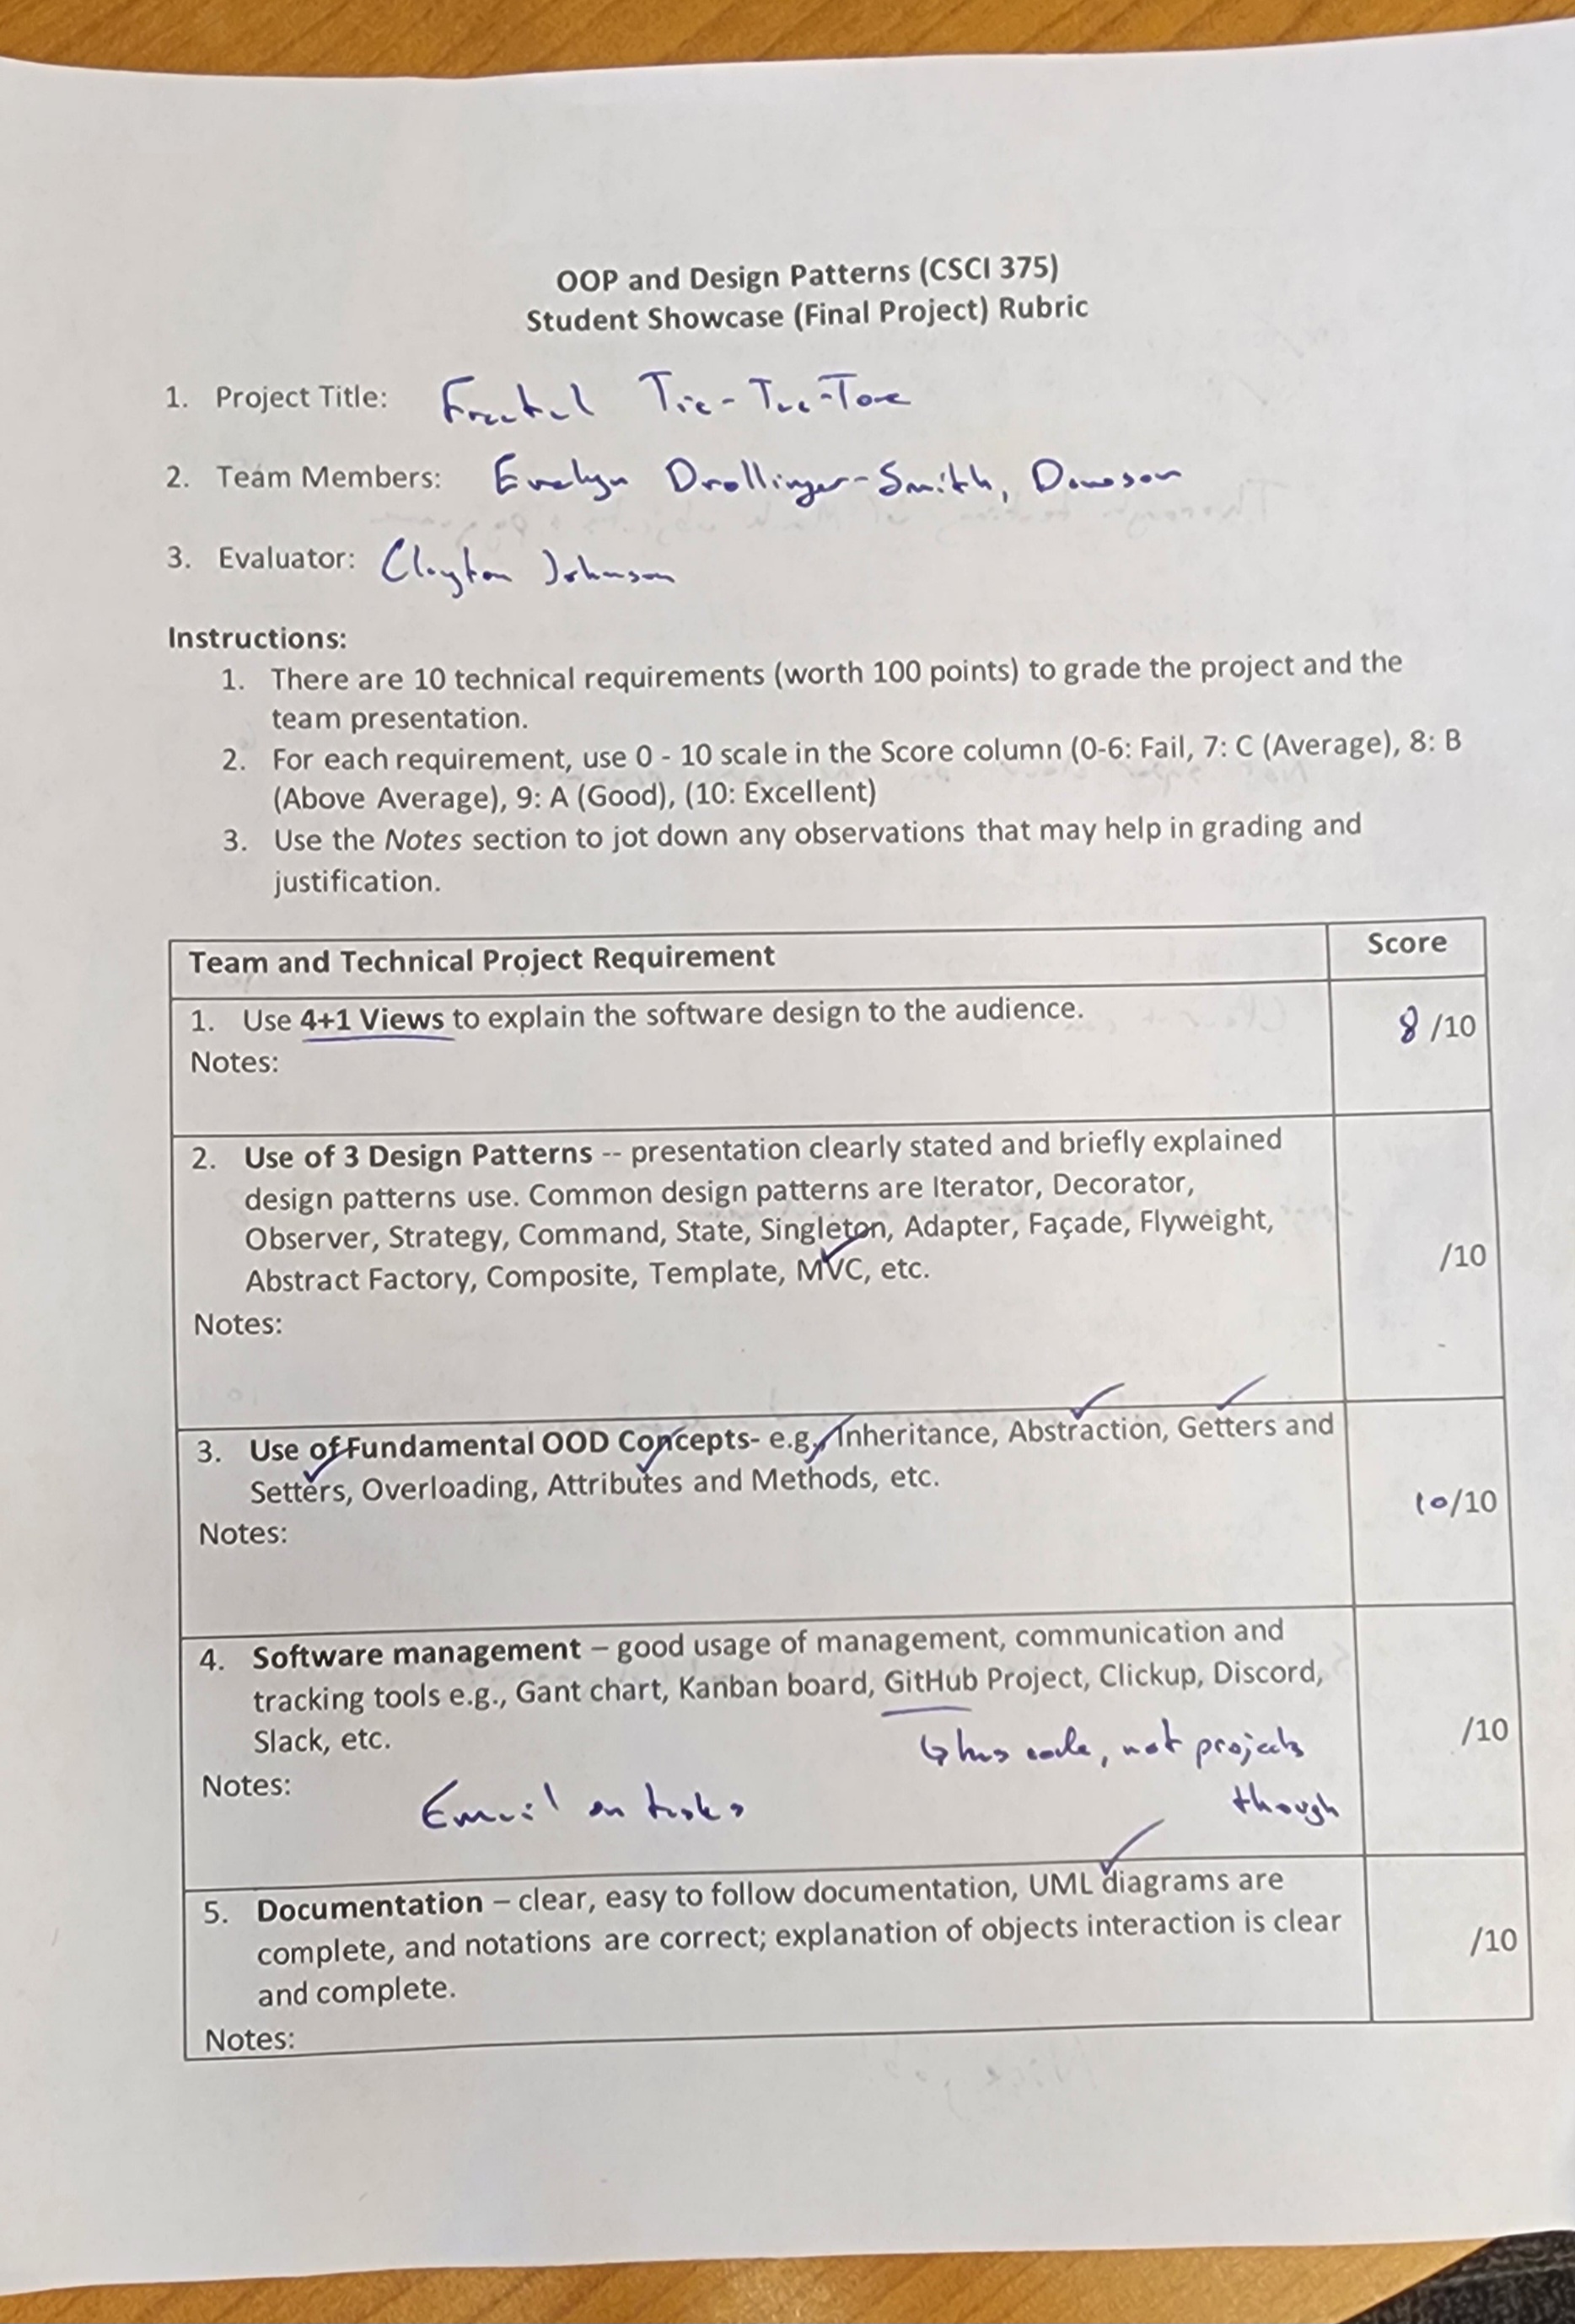 OOP and Design Patterns (CSCI 375)
Student Showcase (Final Project) Rubric
1. Project Title: Fractal Tic-Tac-Toe
2. Team Members: Evelyn Drollinger-Smith, Dawson
3. Evaluator: Clayton Johnson
Instructions:
1. There are 10 technical requirements (worth 100 points) to grade the project and the
team presentation.
2. For each requirement, use 0 - 10 scale in the Score column (0-6: Fail, 7: C (Average), 8: B
(Above Average), 9: A (Good), (10: Excellent)
3. Use the Notes section to jot down any observations that may help in grading and
justification.
Team and Technical Project Requirement Score
1. Use 4+1 Views to explain the software design to the audience.
8 /10
Notes:
2. Use of 3 Design Patterns -- presentation clearly stated and briefly explained
design patterns use. Common design patterns are Iterator, Decorator,
Observer, Strategy, Command, State, Singleton, Adapter, Façade, Flyweight,
Abstract Factory, Composite, Template, MVC, etc.
/10
Notes:
3. Use of Fundamental OOD Concepts- e.g., Inheritance, Abstraction, Getters and
Setters, Overloading, Attributes and Methods, etc.
10/10
Notes:
4. Software management – good usage of management, communication and
tracking tools e.g., Gant chart, Kanban board, GitHub Project, Clickup, Discord,
Slack, etc.
↳ has code, not projects
though
/10
Notes:
Email on tasks
5. Documentation – clear, easy to follow documentation, UML diagrams are
complete, and notations are correct; explanation of objects interaction is clear
and complete.
/10
Notes: